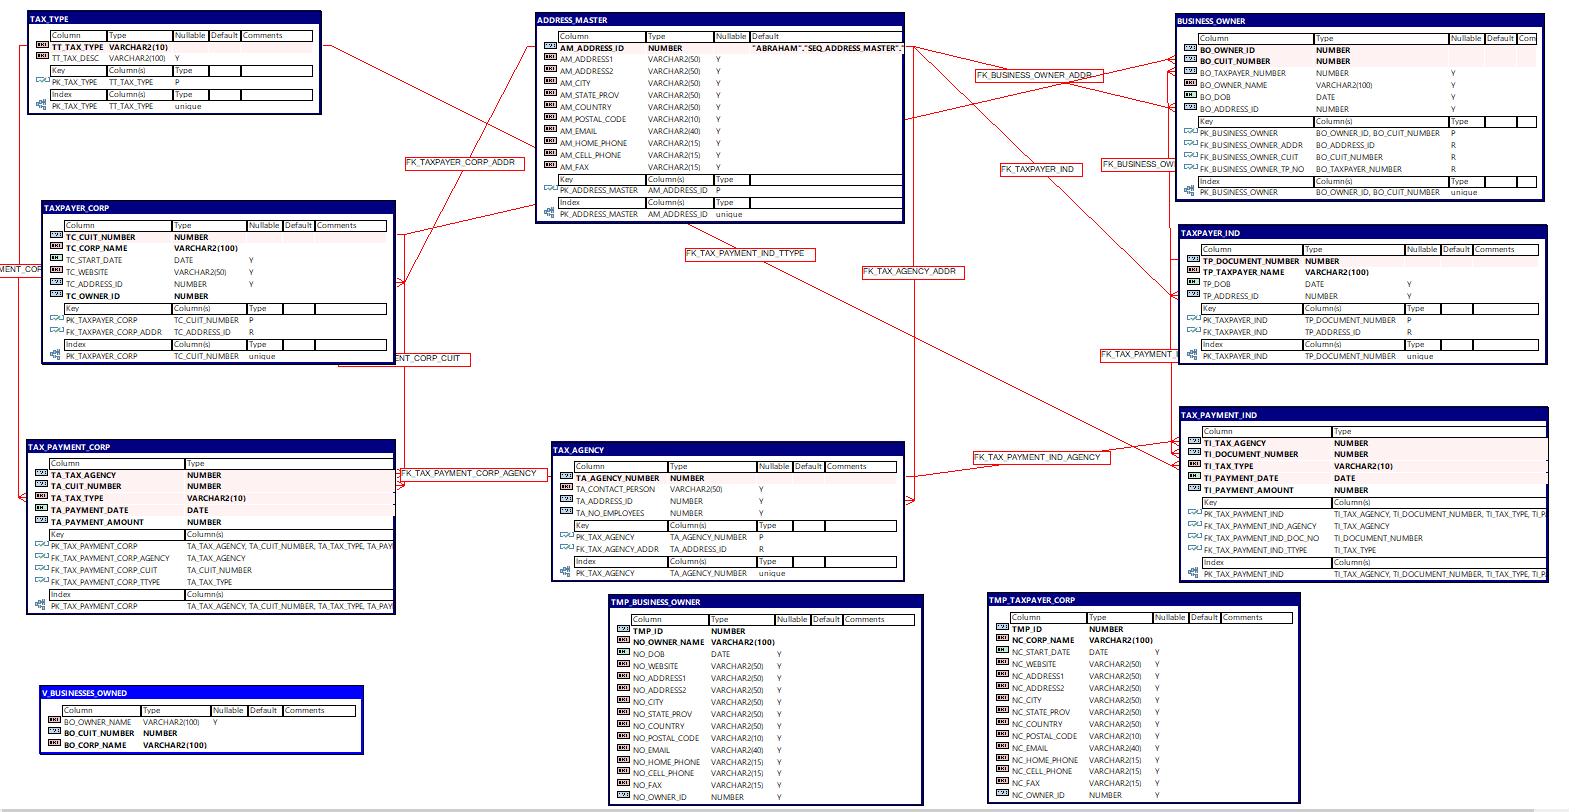 TAX_TYPE
Column Type Nullable Default Comments
TT_TAX_TYPE VARCHAR2(10)
TT_TAX_DESC VARCHAR2(100) Y
Key Column(s) Type
PK_TAX_TYPE TT_TAX_TYPE P
Index Column(s) Type
PK_TAX_TYPE TT_TAX_TYPE unique
ADDRESS_MASTER
Column Type Nullable Default
AM_ADDRESS_ID NUMBER "ABRAHAM"."SEQ_ADDRESS_MASTER".
AM_ADDRESS1 VARCHAR2(50) Y
AM_ADDRESS2 VARCHAR2(50) Y
AM_CITY VARCHAR2(50) Y
AM_STATE_PROV VARCHAR2(50) Y
AM_COUNTRY VARCHAR2(50) Y
AM_POSTAL_CODE VARCHAR2(10) Y
AM_EMAIL VARCHAR2(40) Y
AM_HOME_PHONE VARCHAR2(15) Y
AM_CELL_PHONE VARCHAR2(15) Y
AM_FAX VARCHAR2(15) Y
Key Column(s) Type
PK_ADDRESS_MASTER AM_ADDRESS_ID P
Index Column(s) Type
PK_ADDRESS_MASTER AM_ADDRESS_ID unique
BUSINESS_OWNER
Column Type Nullable Default Com
BO_OWNER_ID NUMBER
BO_CUIT_NUMBER NUMBER
BO_TAXPAYER_NUMBER NUMBER Y
BO_OWNER_NAME VARCHAR2(100) Y
BO_DOB DATE Y
BO_ADDRESS_ID NUMBER Y
Key Column(s) Type
PK_BUSINESS_OWNER BO_OWNER_ID, BO_CUIT_NUMBER P
FK_BUSINESS_OWNER_ADDR BO_ADDRESS_ID R
FK_BUSINESS_OWNER_CUIT BO_CUIT_NUMBER R
FK_BUSINESS_OWNER_TP_NO BO_TAXPAYER_NUMBER R
Index Column(s) Type
PK_BUSINESS_OWNER BO_OWNER_ID, BO_CUIT_NUMBER unique
FK_BUSINESS_OWNER_ADDR
FK_TAXPAYER_CORP_ADDR
FK_TAXPAYER_IND
FK_BUSINESS_OW
TAXPAYER_CORP
Column Type Nullable Default Comments
TC_CUIT_NUMBER NUMBER
TC_CORP_NAME VARCHAR2(100)
TC_START_DATE DATE Y
TC_WEBSITE VARCHAR2(50) Y
TC_ADDRESS_ID NUMBER Y
TC_OWNER_ID NUMBER
Key Column(s) Type
PK_TAXPAYER_CORP TC_CUIT_NUMBER P
FK_TAXPAYER_CORP_ADDR TC_ADDRESS_ID R
Index Column(s) Type
PK_TAXPAYER_CORP TC_CUIT_NUMBER unique
MENT_COR
FK_TAX_PAYMENT_IND_TTYPE
FK_TAX_AGENCY_ADDR
TAXPAYER_IND
Column Type Nullable Default Comments
TP_DOCUMENT_NUMBER NUMBER
TP_TAXPAYER_NAME VARCHAR2(100)
TP_DOB DATE Y
TP_ADDRESS_ID NUMBER Y
Key Column(s) Type
PK_TAXPAYER_IND TP_DOCUMENT_NUMBER P
FK_TAXPAYER_IND TP_ADDRESS_ID R
Index Column(s) Type
PK_TAXPAYER_IND TP_DOCUMENT_NUMBER unique
ENT_CORP_CUIT
FK_TAX_PAYMENT_I
TAX_PAYMENT_CORP
Column Type
TA_TAX_AGENCY NUMBER
TA_CUIT_NUMBER NUMBER
TA_TAX_TYPE VARCHAR2(10)
TA_PAYMENT_DATE DATE
TA_PAYMENT_AMOUNT NUMBER
Key Column(s)
PK_TAX_PAYMENT_CORP TA_TAX_AGENCY, TA_CUIT_NUMBER, TA_TAX_TYPE, TA_PAYI
FK_TAX_PAYMENT_CORP_AGENCY TA_TAX_AGENCY
FK_TAX_PAYMENT_CORP_CUIT TA_CUIT_NUMBER
FK_TAX_PAYMENT_CORP_TTYPE TA_TAX_TYPE
Index Column(s)
PK_TAX_PAYMENT_CORP TA_TAX_AGENCY, TA_CUIT_NUMBER, TA_TAX_TYPE, TA_PAY
FK_TAX_PAYMENT_CORP_AGENCY
TAX_AGENCY
Column Type Nullable Default Comments
TA_AGENCY_NUMBER NUMBER
TA_CONTACT_PERSON VARCHAR2(50) Y
TA_ADDRESS_ID NUMBER Y
TA_NO_EMPLOYEES NUMBER Y
Key Column(s) Type
PK_TAX_AGENCY TA_AGENCY_NUMBER P
FK_TAX_AGENCY_ADDR TA_ADDRESS_ID R
Index Column(s) Type
PK_TAX_AGENCY TA_AGENCY_NUMBER unique
FK_TAX_PAYMENT_IND_AGENCY
TAX_PAYMENT_IND
Column Type
TI_TAX_AGENCY NUMBER
TI_DOCUMENT_NUMBER NUMBER
TI_TAX_TYPE VARCHAR2(10)
TI_PAYMENT_DATE DATE
TI_PAYMENT_AMOUNT NUMBER
Key Column(s)
PK_TAX_PAYMENT_IND TI_TAX_AGENCY, TI_DOCUMENT_NUMBER, TI_TAX_TYPE, TI_P
FK_TAX_PAYMENT_IND_AGENCY TI_TAX_AGENCY
FK_TAX_PAYMENT_IND_DOC_NO TI_DOCUMENT_NUMBER
FK_TAX_PAYMENT_IND_TTYPE TI_TAX_TYPE
Index Column(s)
PK_TAX_PAYMENT_IND TI_TAX_AGENCY, TI_DOCUMENT_NUMBER, TI_TAX_TYPE, TI_P
TMP_BUSINESS_OWNER
Column Type Nullable Default Comments
TMP_ID NUMBER
NO_OWNER_NAME VARCHAR2(100)
NO_DOB DATE Y
NO_WEBSITE VARCHAR2(50) Y
NO_ADDRESS1 VARCHAR2(50) Y
NO_ADDRESS2 VARCHAR2(50) Y
NO_CITY VARCHAR2(50) Y
NO_STATE_PROV VARCHAR2(50) Y
NO_COUNTRY VARCHAR2(50) Y
NO_POSTAL_CODE VARCHAR2(10) Y
NO_EMAIL VARCHAR2(40) Y
NO_HOME_PHONE VARCHAR2(15) Y
NO_CELL_PHONE VARCHAR2(15) Y
NO_FAX VARCHAR2(15) Y
NO_OWNER_ID NUMBER Y
TMP_TAXPAYER_CORP
Column Type Nullable Default Comments
TMP_ID NUMBER
NC_CORP_NAME VARCHAR2(100)
NC_START_DATE DATE Y
NC_WEBSITE VARCHAR2(50) Y
NC_ADDRESS1 VARCHAR2(50) Y
NC_ADDRESS2 VARCHAR2(50) Y
NC_CITY VARCHAR2(50) Y
NC_STATE_PROV VARCHAR2(50) Y
NC_COUNTRY VARCHAR2(50) Y
NC_POSTAL_CODE VARCHAR2(10) Y
NC_EMAIL VARCHAR2(40) Y
NC_HOME_PHONE VARCHAR2(15) Y
NC_CELL_PHONE VARCHAR2(15) Y
NC_FAX VARCHAR2(15) Y
NC_OWNER_ID NUMBER Y
V_BUSINESSES_OWNED
Column Type Nullable Default Comments
BO_OWNER_NAME VARCHAR2(100) Y
BO_CUIT_NUMBER NUMBER
BO_CORP_NAME VARCHAR2(100)